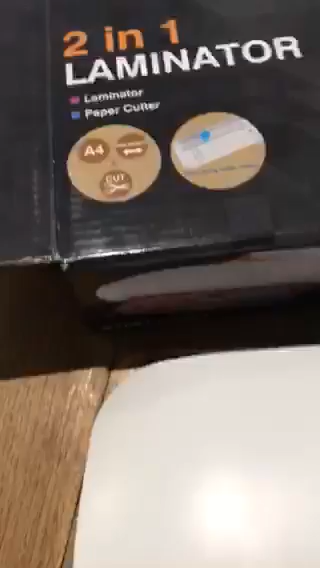 2 in 1
LAMINATOR
Laminator
Paper Cutter
A4
CUT